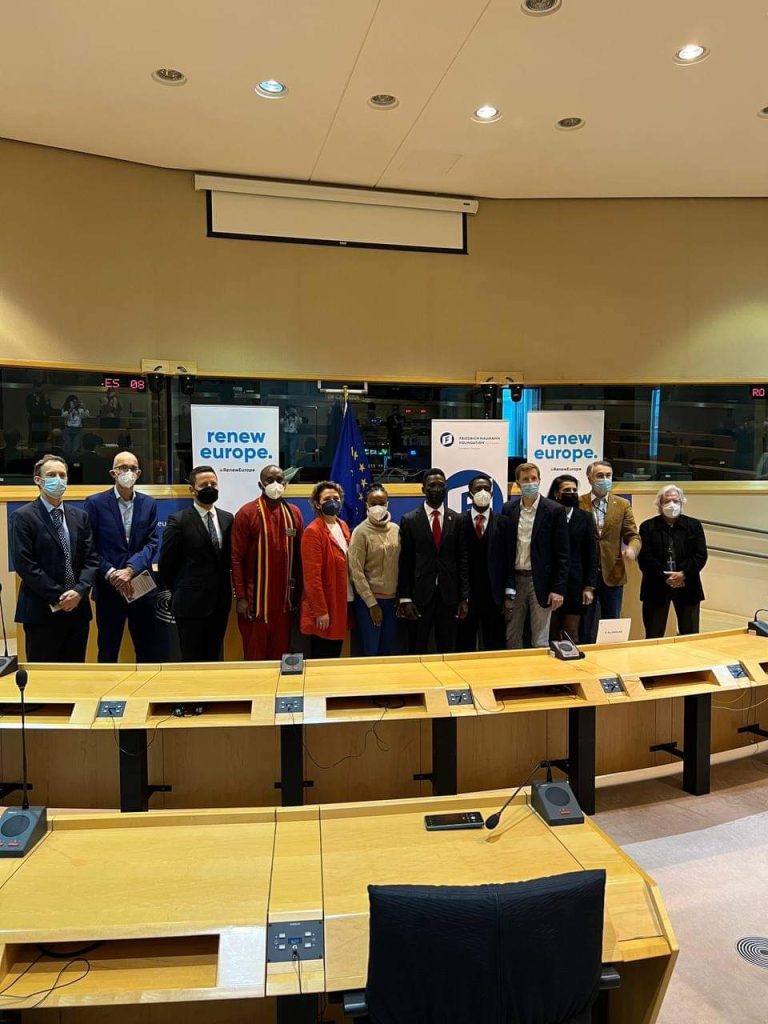 ES 08
RO
renew
europe.
@RenewEurope
FRIEDRICH NAUMANN
FOUNDATION
renew
europe.
@RenewEurope